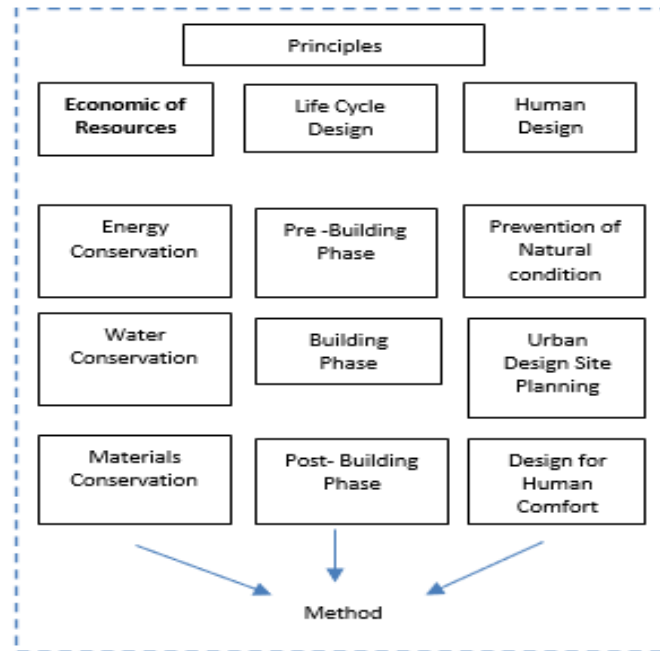 Principles
Economic of
Resources
Life Cycle
Design
Human
Design
Energy
Conservation
Pre -Building
Phase
Prevention of
Natural
condition
Water
Conservation
Building
Phase
Urban
Design Site
Planning
Materials
Conservation
Post- Building
Phase
Design for
Human
Comfort
Method